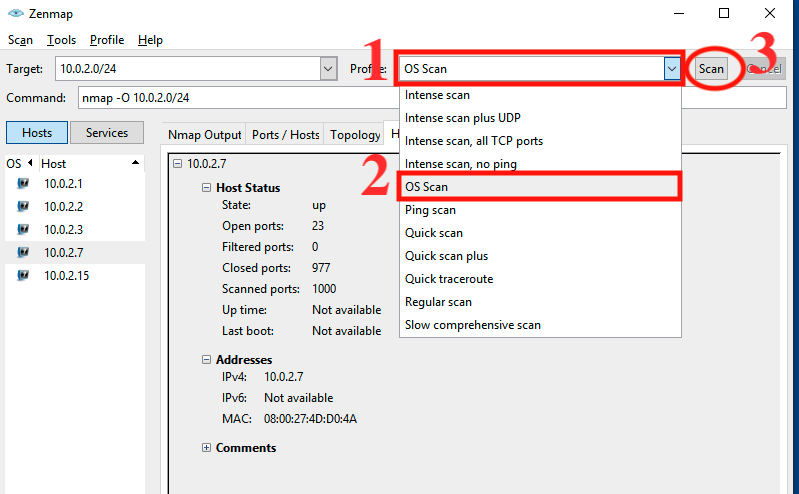 Zenmap
Scan Tools Profile Help
Target: 10.0.2.0/24 1 Profile: OS Scan Scan 3 Cancel
Command: nmap -O 10.0.2.0/24
Hosts Services
Nmap Output Ports / Hosts Topology H
OS Host
10.0.2.1
10.0.2.2
10.0.2.3
10.0.2.7
10.0.2.15
Intense scan
Intense scan plus UDP
Intense scan, all TCP ports
Intense scan, no ping
2 OS Scan
Ping scan
Quick scan
Quick scan plus
Quick traceroute
Regular scan
Slow comprehensive scan
10.0.2.7
Host Status
State: up
Open ports: 23
Filtered ports: 0
Closed ports: 977
Scanned ports: 1000
Up time: Not available
Last boot: Not available
Addresses
IPv4: 10.0.2.7
IPv6: Not available
MAC: 08:00:27:4D:D0:4A
Comments